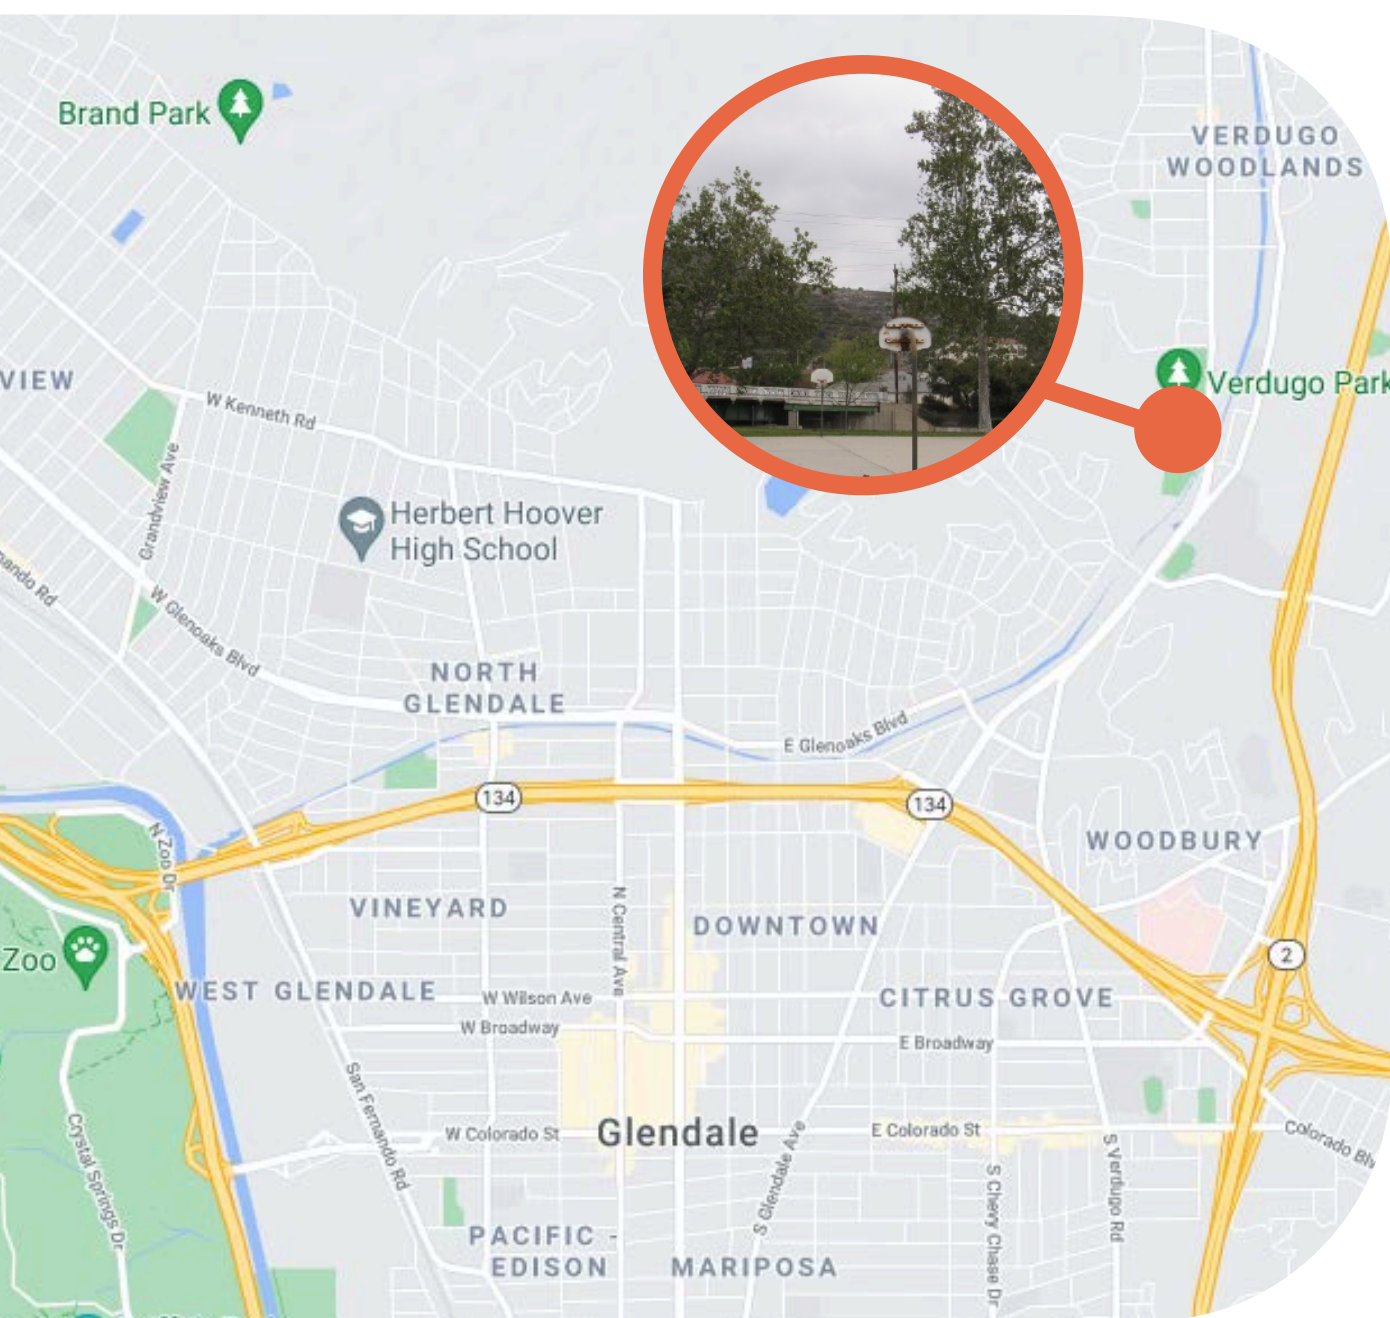 Brand Park
VERDUGO
WOODLANDS
VIEW
W Kenneth Rd
Verdugo Park
Grandview Ave
Herbert Hoover
High School
nando Rd
W Glenoaks Blvd
NORTH
GLENDALE
E Glenoaks Blvd
134
134
N Zoo Dr
WOODBURY
VINEYARD
N Central Ave
DOWNTOWN
Zoo
2
WEST GLENDALE
W Wilson Ave
CITRUS GROVE
W Broadway
E Broadway
San Fernando Rd
Crystal Springs Dr
W Colorado St
Glendale
S Glendale Ave
E Colorado St
Colorado Blv
S Verdugo Rd
S Chevy Chase Dr
PACIFIC -
EDISON
MARIPOSA